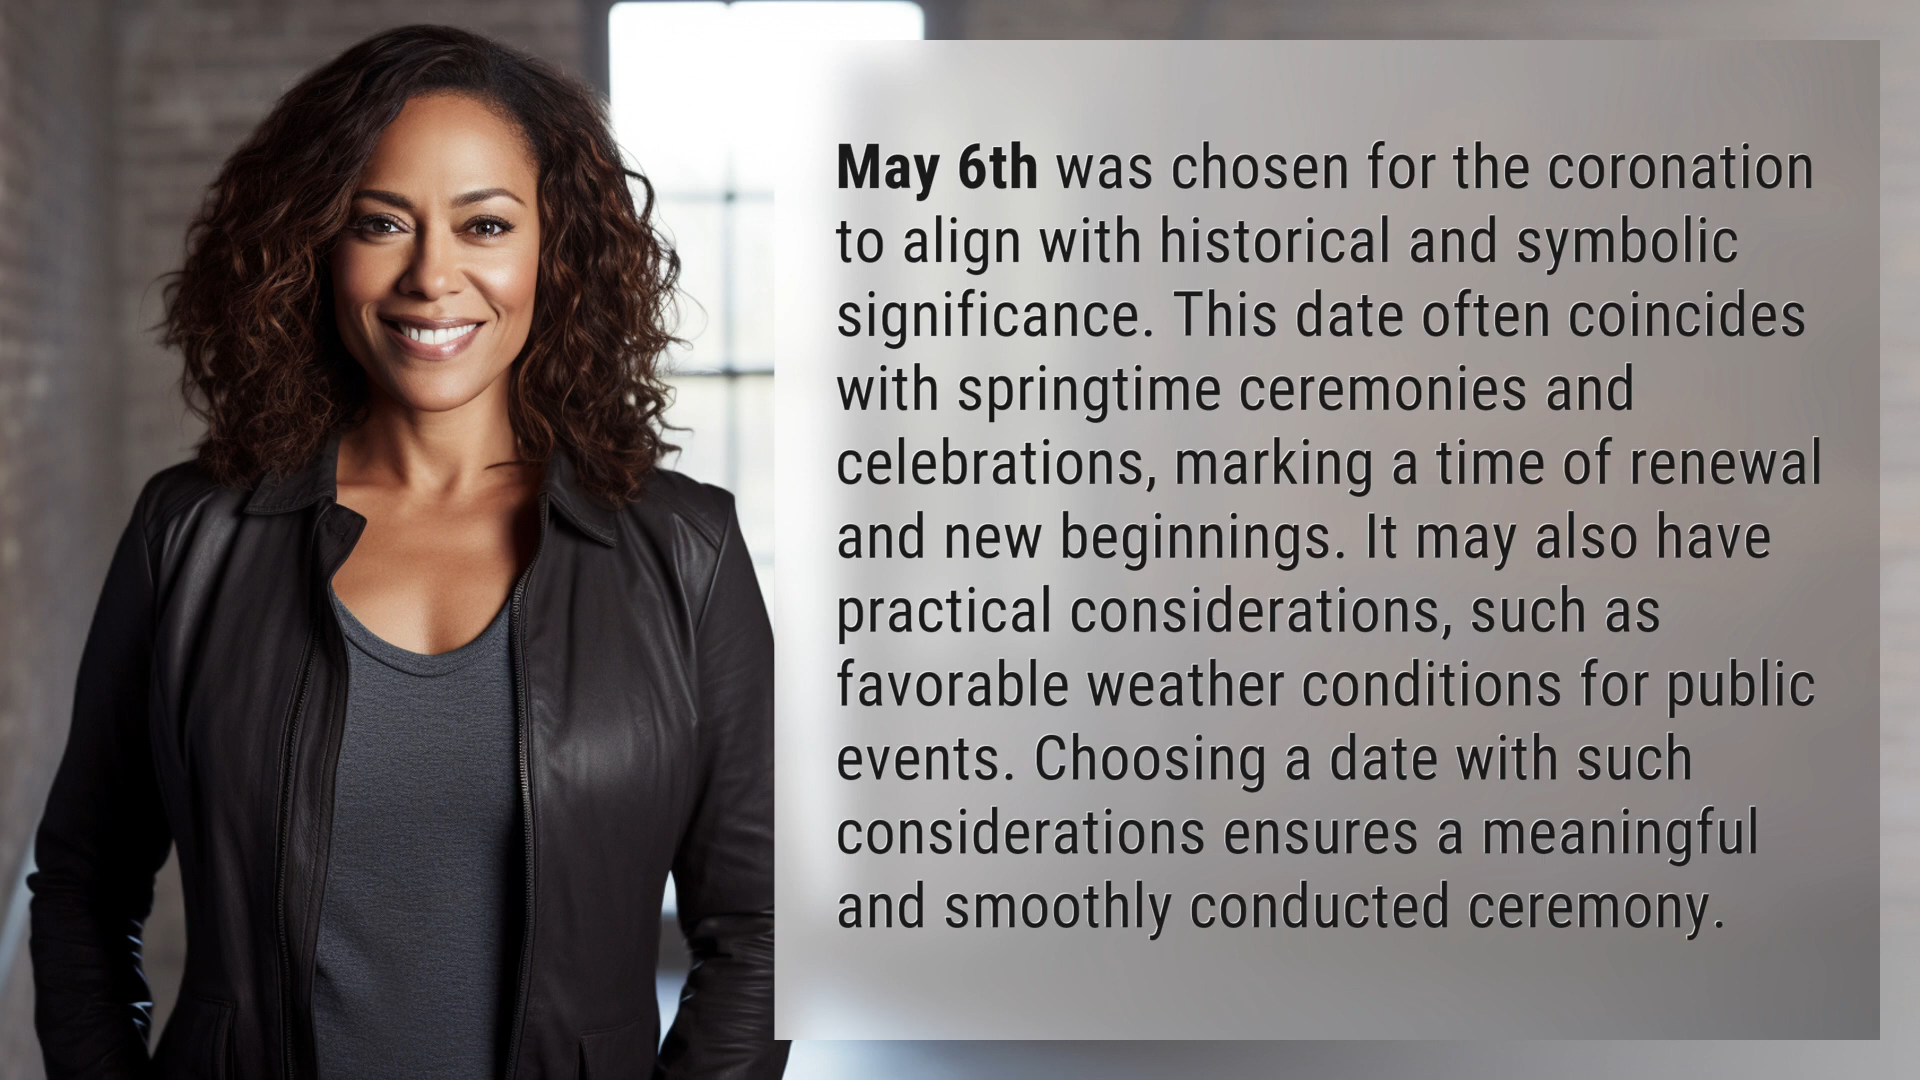 May 6th was chosen for the coronation
to align with historical and symbolic
significance. This date often coincides
with springtime ceremonies and
celebrations, marking a time of renewal
and new beginnings. It may also have
practical considerations, such as
favorable weather conditions for public
events. Choosing a date with such
considerations ensures a meaningful
and smoothly conducted ceremony.